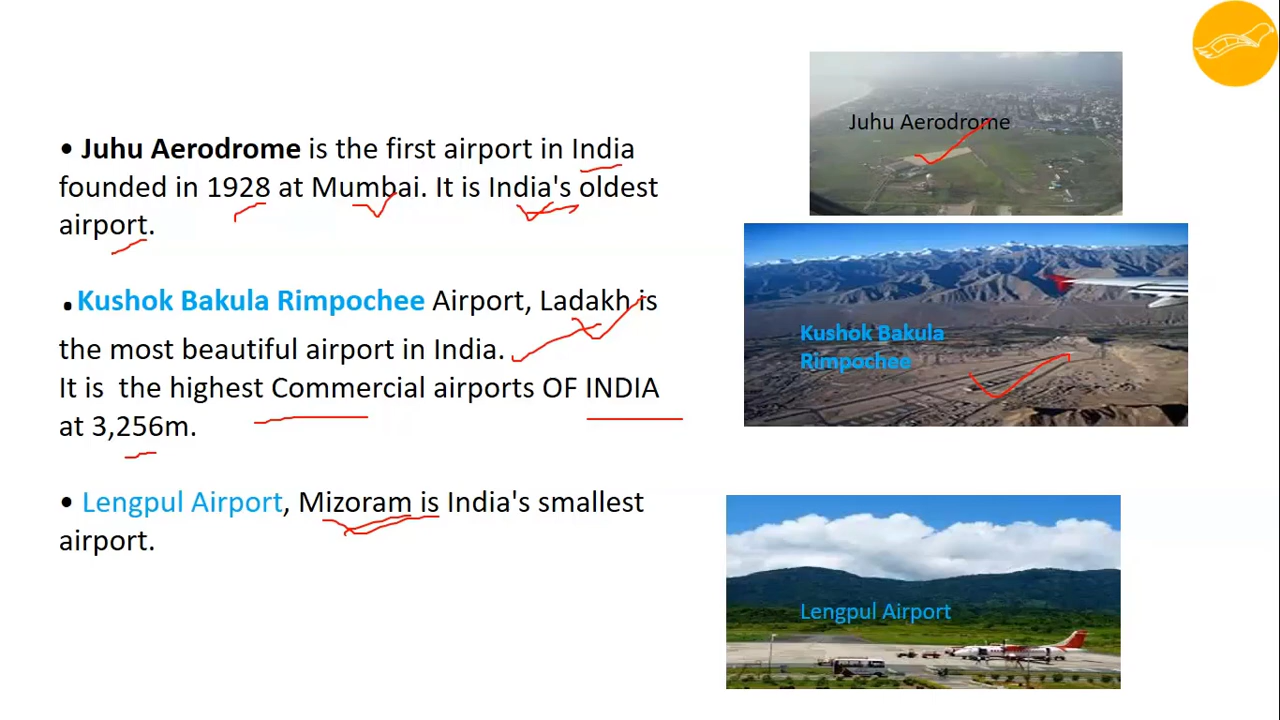 • Juhu Aerodrome is the first airport in India
founded in 1928 at Mumbai. It is India's oldest
airport.
•Kushok Bakula Rimpochee Airport, Ladakh is
the most beautiful airport in India.
It is the highest Commercial airports OF INDIA
at 3,256m.
• Lengpul Airport, Mizoram is India's smallest
airport.
Juhu Aerodrome
Kushok Bakula
Rimpochee
Lengpul Airport